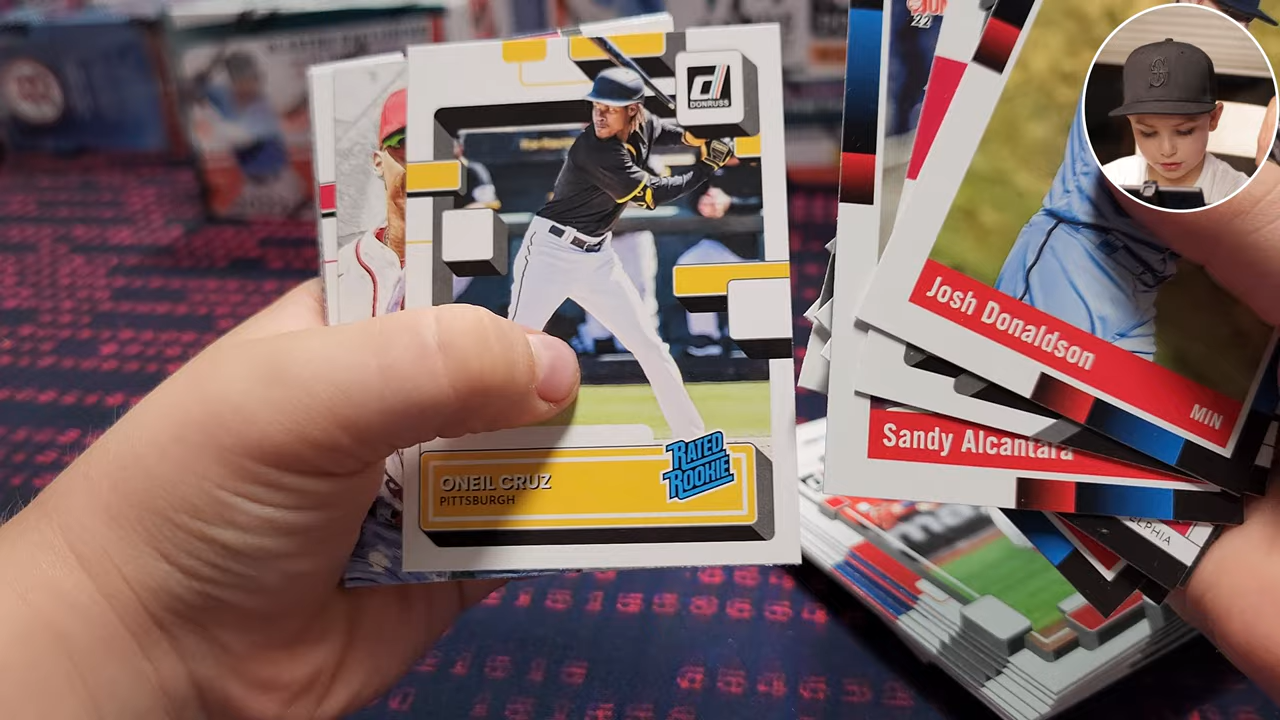 DONRUSS
ONEIL CRUZ
PITTSBURGH
RATED
ROOKIE
22
Josh Donaldson
MIN
Sandy Alcantara